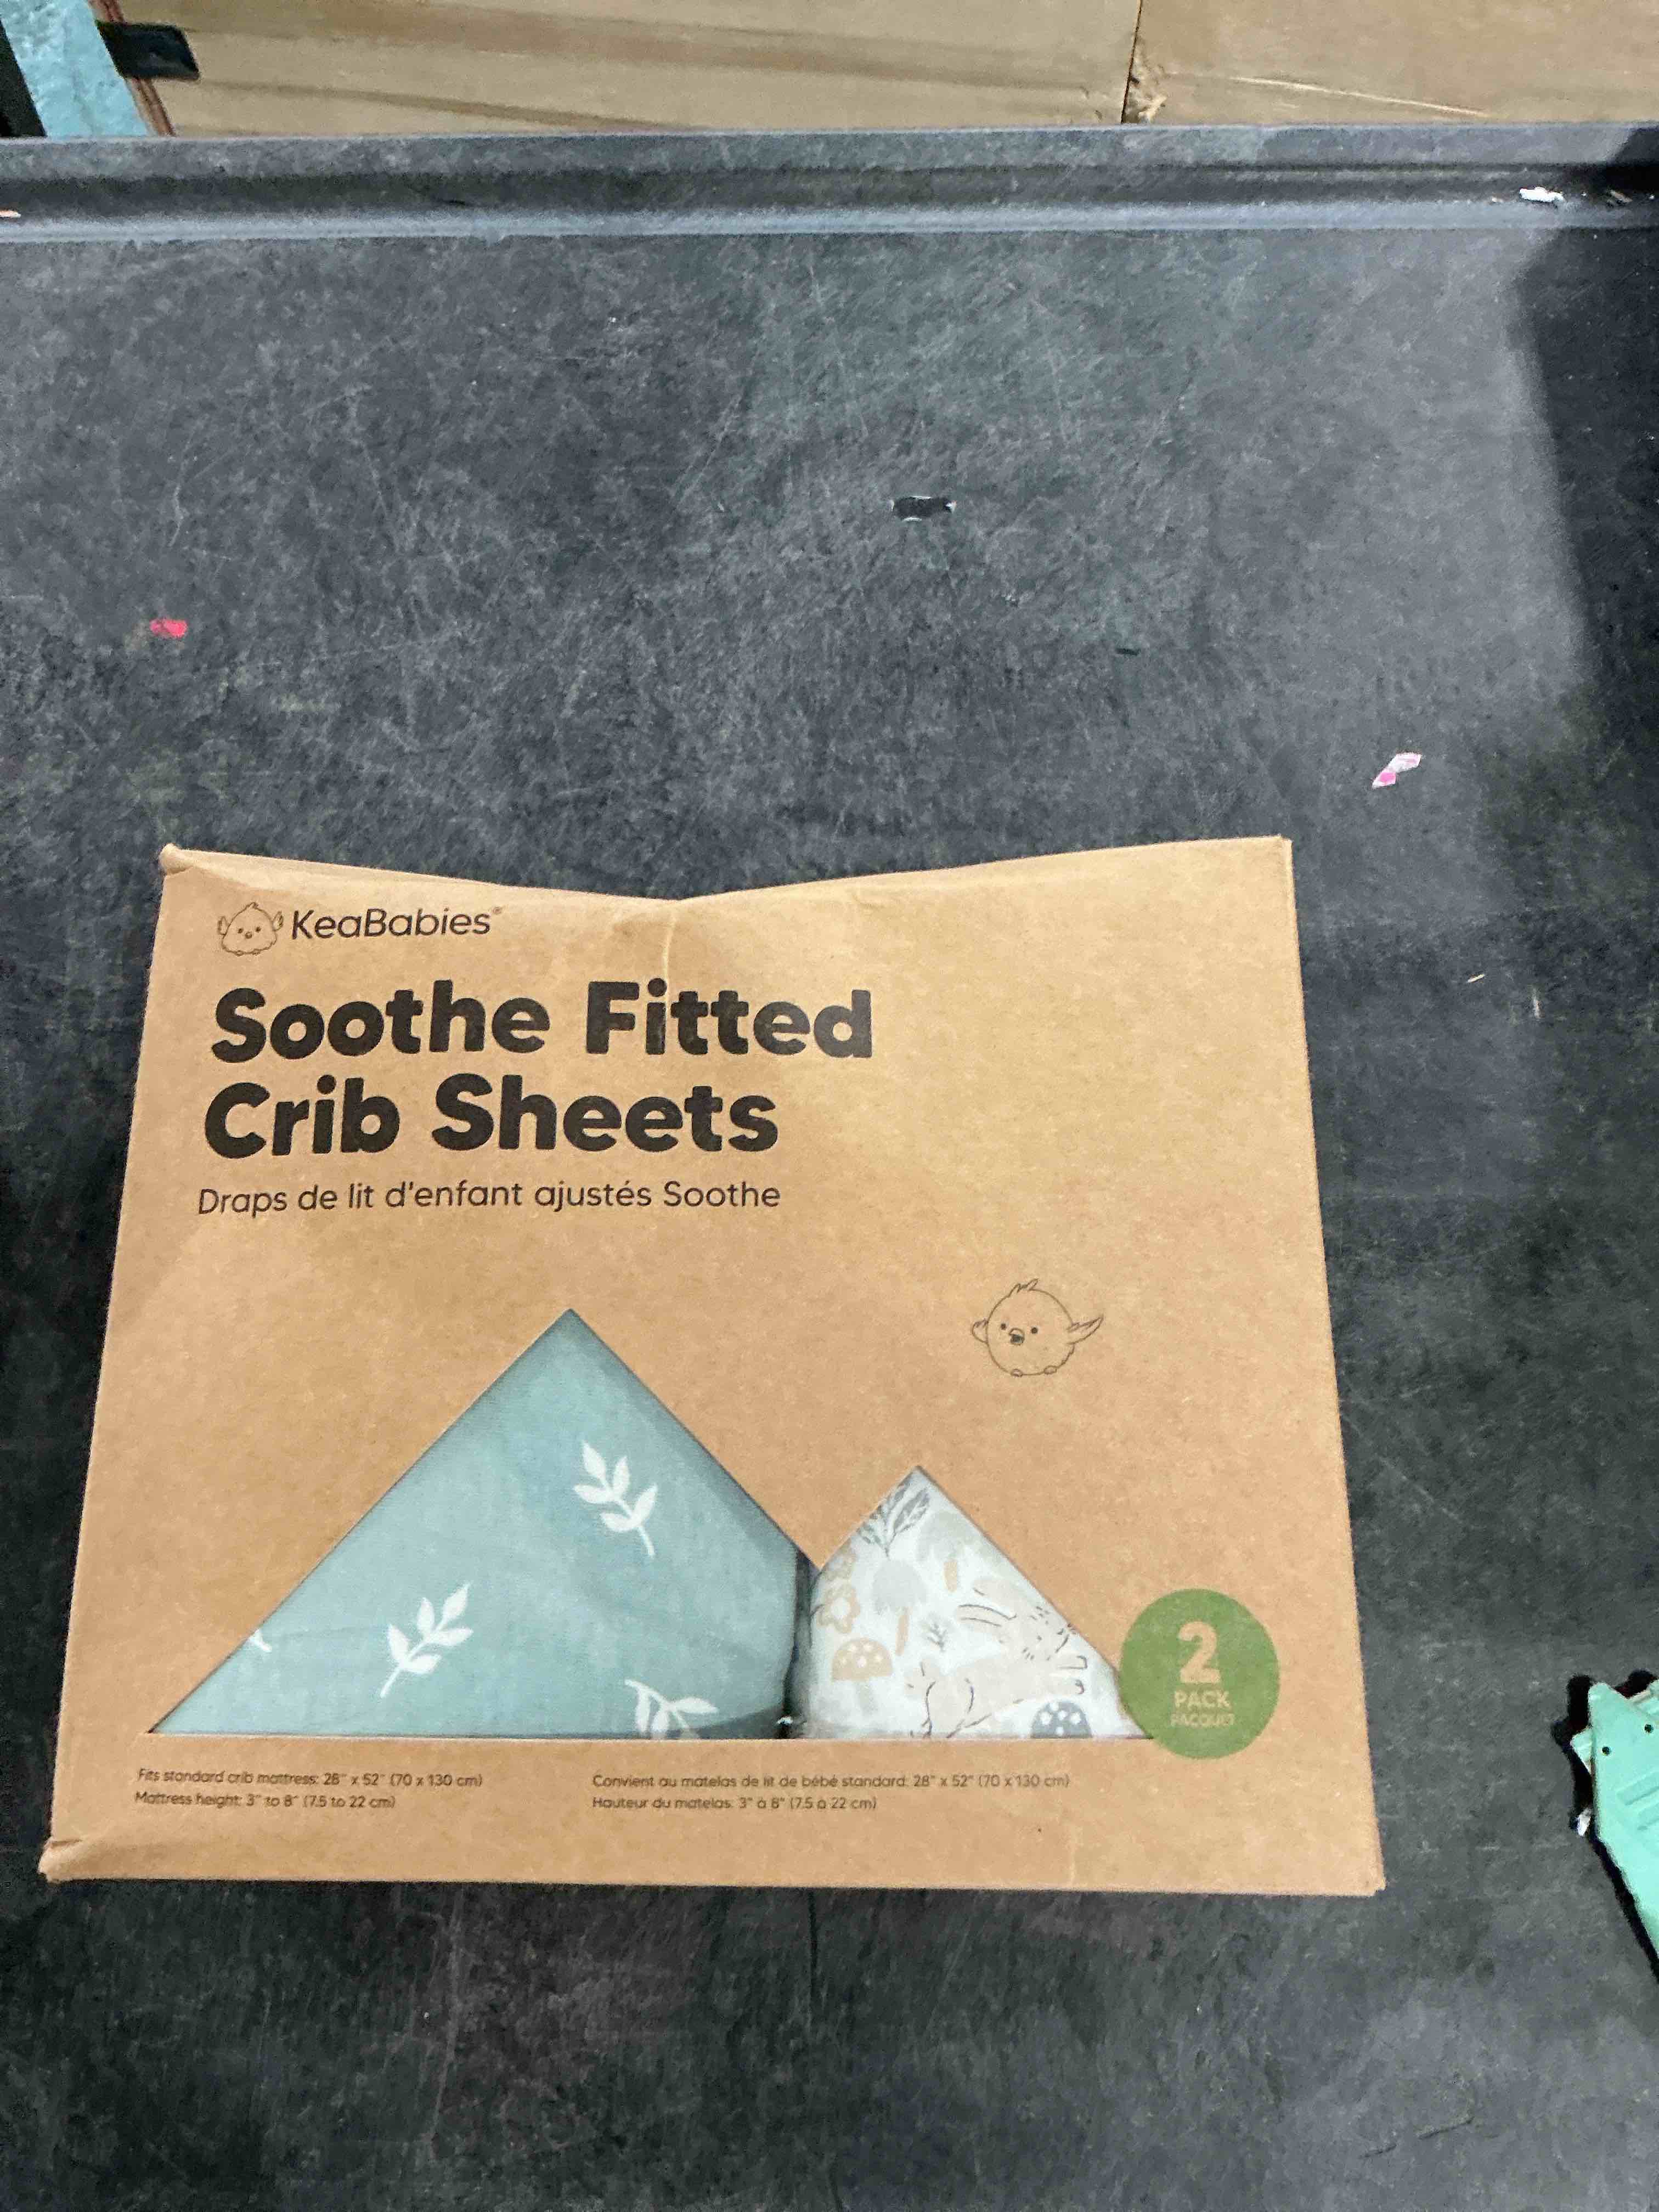 KeaBabies®
Soothe Fitted
Crib Sheets
Draps de lit d'enfant ajustés Soothe
2
PACK
PACQUET
Fits standard crib mattress: 28" x 52" (70 x 130 cm)
Mattress height: 3" to 8" (7.5 to 22 cm)
Convient au matelas de lit de bébé standard: 28" x 52" (70 x 130 cm)
Hauteur du matelas: 3" à 8" (7.5 à 22 cm)